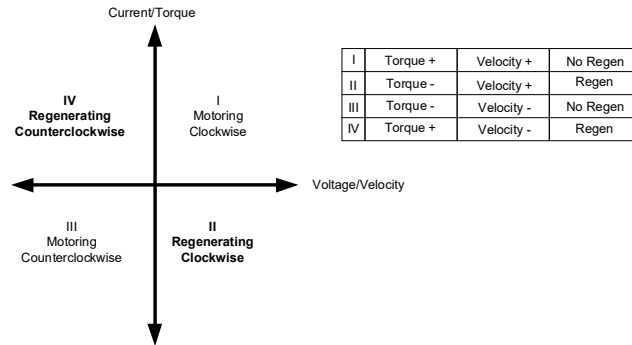 Current/Torque
IV
Regenerating
Counterclockwise
I
Motoring
Clockwise
Voltage/Velocity
III
Motoring
Counterclockwise
II
Regenerating
Clockwise
I Torque + Velocity + No Regen
II Torque - Velocity + Regen
III Torque - Velocity - No Regen
IV Torque + Velocity - Regen